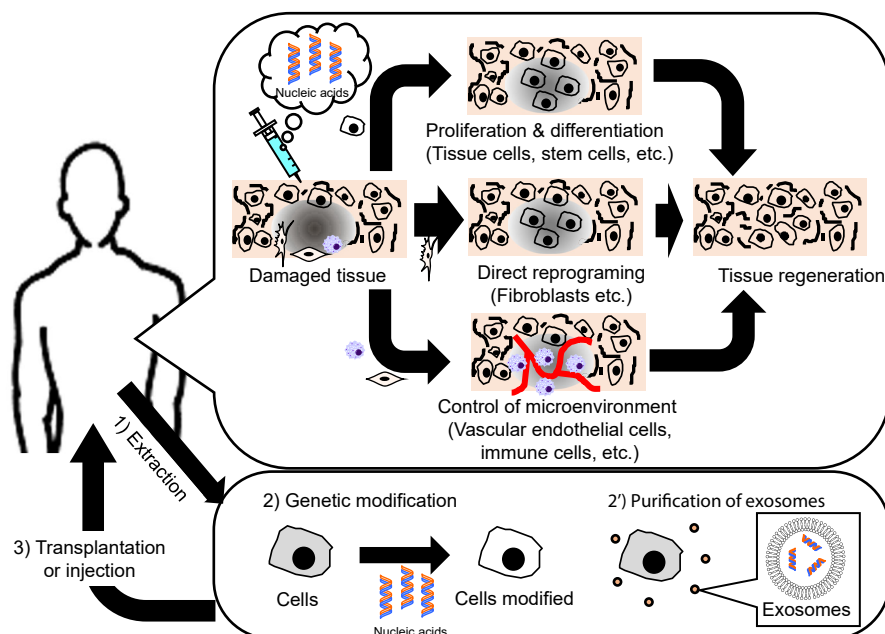 Nucleic acids
Proliferation & differentiation
(Tissue cells, stem cells, etc.)
Damaged tissue
Direct reprograming
(Fibroblasts etc.)
Tissue regeneration
Control of microenvironment
(Vascular endothelial cells,
immune cells, etc.)
1) Extraction
2) Genetic modification
2') Purification of exosomes
3) Transplantation
or injection
Cells
Nucleic acids
Cells modified
Exosomes